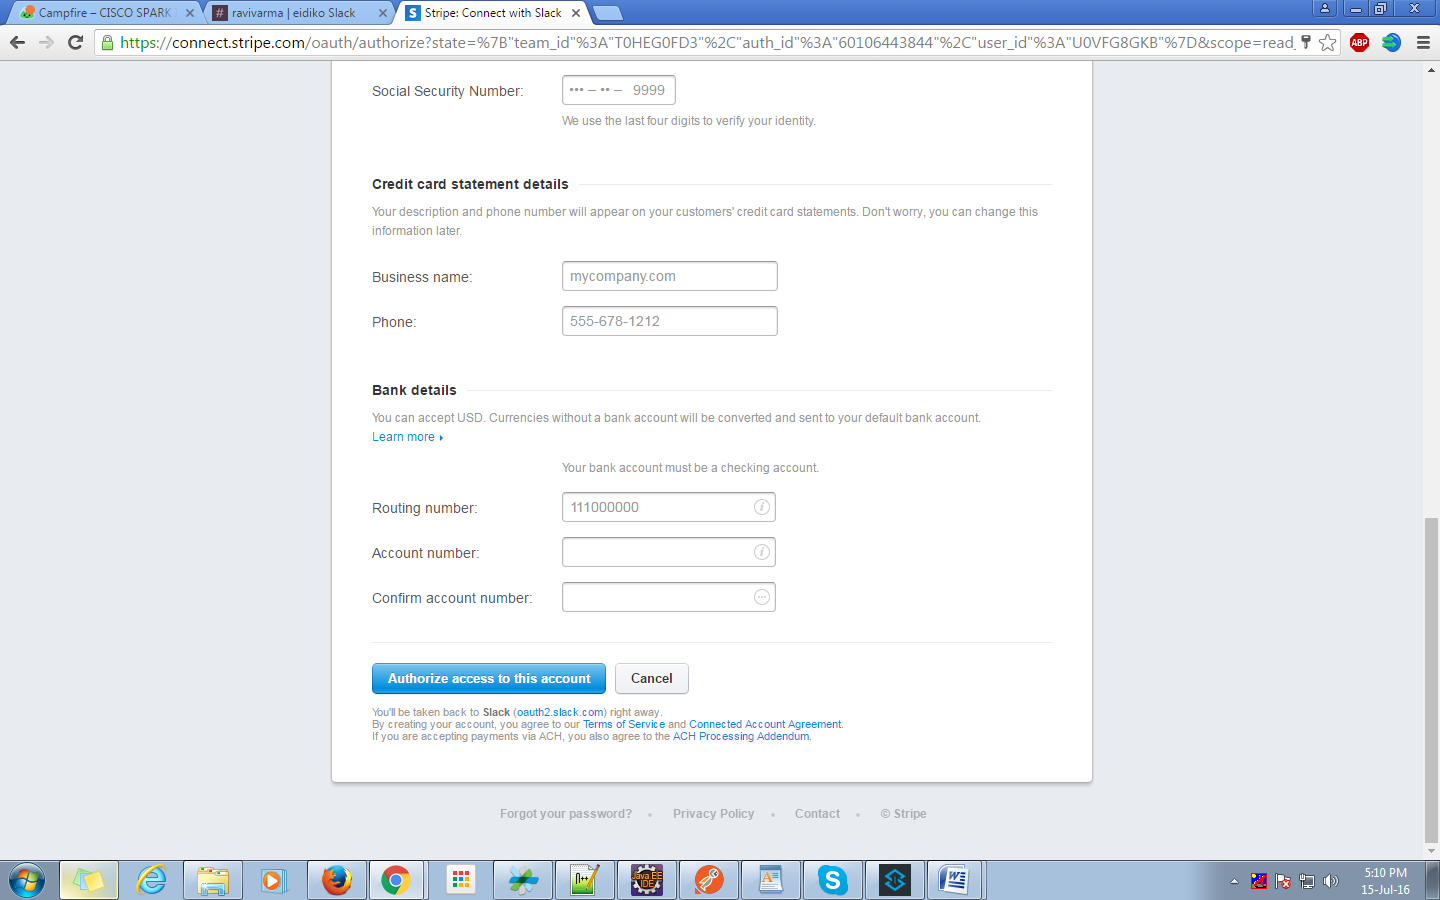 Campfire – CISCO SPARK
ravivarma | eidiko Slack
Stripe: Connect with Slack
https://connect.stripe.com/oauth/authorize?state=%7B"team_id"%3A"T0HEG0FD3"%2C"auth_id"%3A"60106443844"%2C"user_id"%3A"U0VFG8GKB"%7D&scope=read_
ABP
Social Security Number:
••• – •• – 9999
We use the last four digits to verify your identity.
Credit card statement details
Your description and phone number will appear on your customers' credit card statements. Don't worry, you can change this
information later.
Business name:
mycompany.com
Phone:
555-678-1212
Bank details
You can accept USD. Currencies without a bank account will be converted and sent to your default bank account.
Learn more
Your bank account must be a checking account.
Routing number:
111000000
Account number:
Confirm account number:
Authorize access to this account
Cancel
You'll be taken back to Slack (oauth2.slack.com) right away.
By creating your account, you agree to our Terms of Service and Connected Account Agreement.
If you are accepting payments via ACH, you also agree to the ACH Processing Addendum.
Forgot your password? • Privacy Policy • Contact • © Stripe
Java EE
IDE
5:10 PM
15-Jul-16